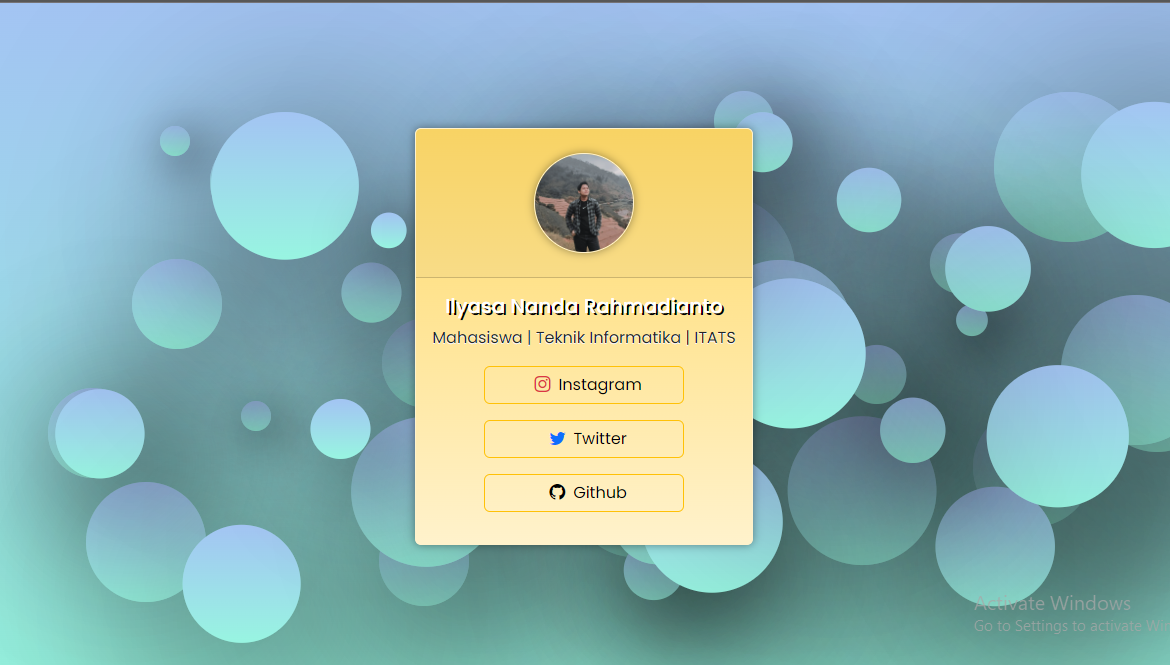 Ilyasa Nanda Rahmadianto
Mahasiswa | Teknik Informatika | ITATS
Instagram
Twitter
Github
Activate Windows
Go to Settings to activate